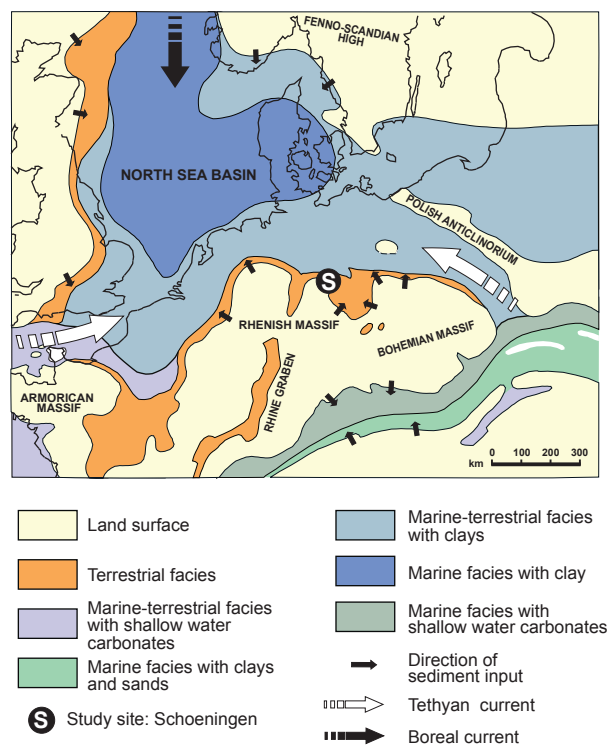 FENNO-SCANDIAN
HIGH
NORTH SEA BASIN
POLISH ANTICLINORIUM
S
RHENISH MASSIF
BOHEMIAN MASSIF
ARMORICAN
MASSIF
RHINE GRABEN
km 0 100 200 300
Land surface
Terrestrial facies
Marine-terrestrial facies
with shallow water
carbonates
Marine facies with clays
and sands
S Study site: Schoeningen
Marine-terrestrial facies
with clays
Marine facies with clay
Marine facies with
shallow water carbonates
Direction of
sediment input
Tethyan current
Boreal current